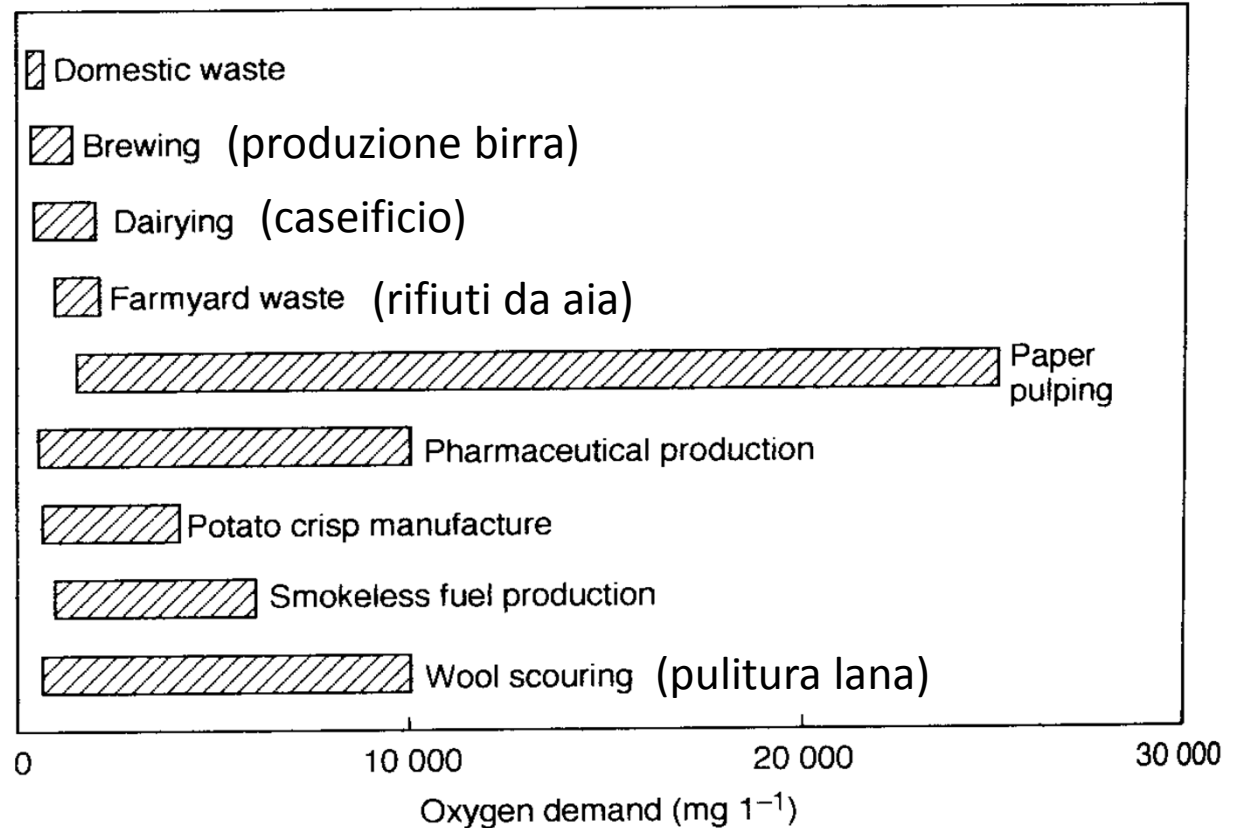 Domestic waste
Brewing (produzione birra)
Dairying (caseificio)
Farmyard waste (rifiuti da aia)
Paper
pulping
Pharmaceutical production
Potato crisp manufacture
Smokeless fuel production
Wool scouring (pulitura lana)
0 10 000 20 000 30 000
Oxygen demand (mg 1⁻¹)